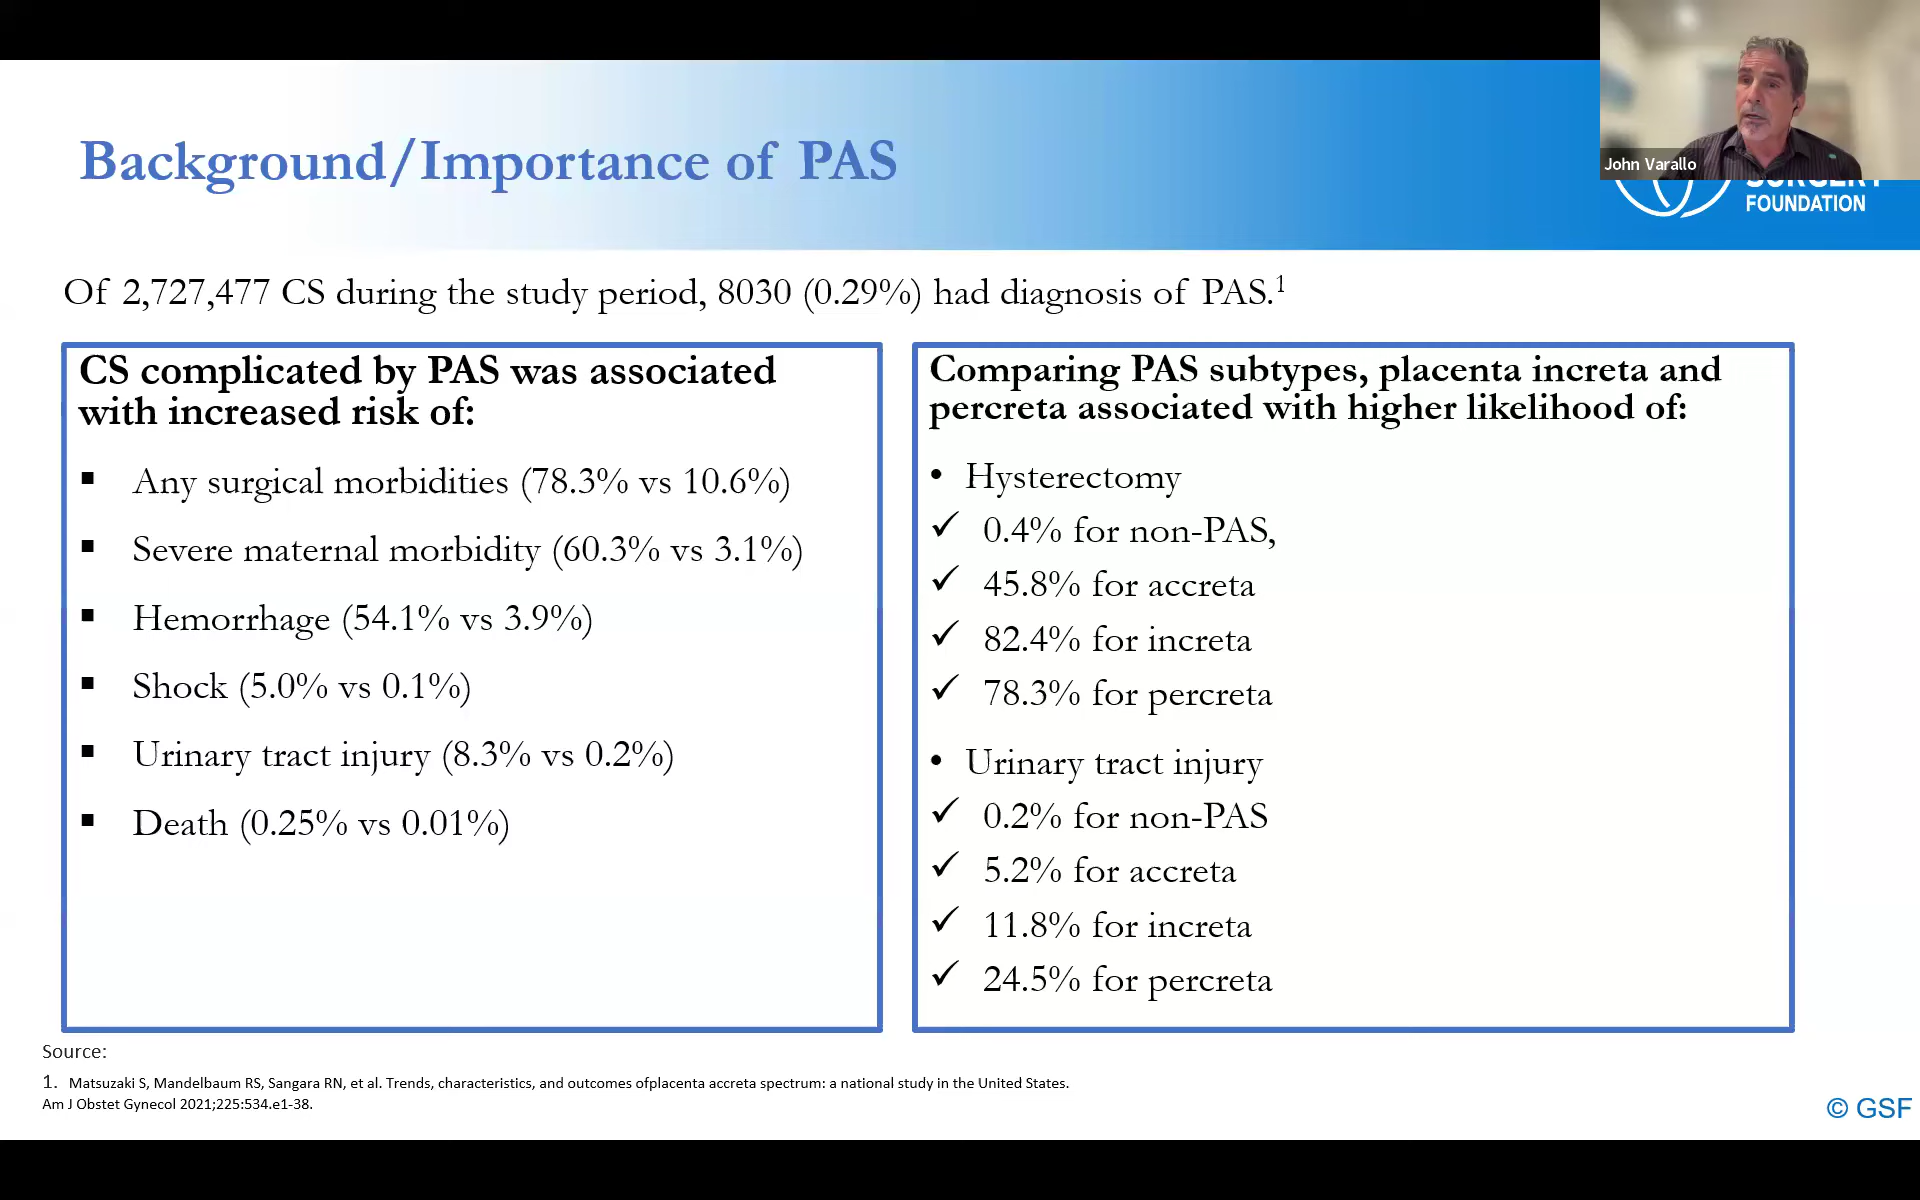 John Varallo
FOUNDATION
Background/Importance of PAS
Of 2,727,477 CS during the study period, 8030 (0.29%) had diagnosis of PAS.1
CS complicated by PAS was associated
with increased risk of:
Any surgical morbidities (78.3% vs 10.6%)
Severe maternal morbidity (60.3% vs 3.1%)
Hemorrhage (54.1% vs 3.9%)
Shock (5.0% vs 0.1%)
Urinary tract injury (8.3% vs 0.2%)
Death (0.25% vs 0.01%)
Comparing PAS subtypes, placenta increta and
percreta associated with higher likelihood of:
Hysterectomy
0.4% for non-PAS,
45.8% for accreta
82.4% for increta
78.3% for percreta
Urinary tract injury
0.2% for non-PAS
5.2% for accreta
11.8% for increta
24.5% for percreta
Source:
1. Matsuzaki S, Mandelbaum RS, Sangara RN, et al. Trends, characteristics, and outcomes ofplacenta accreta spectrum: a national study in the United States.
Am J Obstet Gynecol 2021;225:534.e1-38.
© GSF